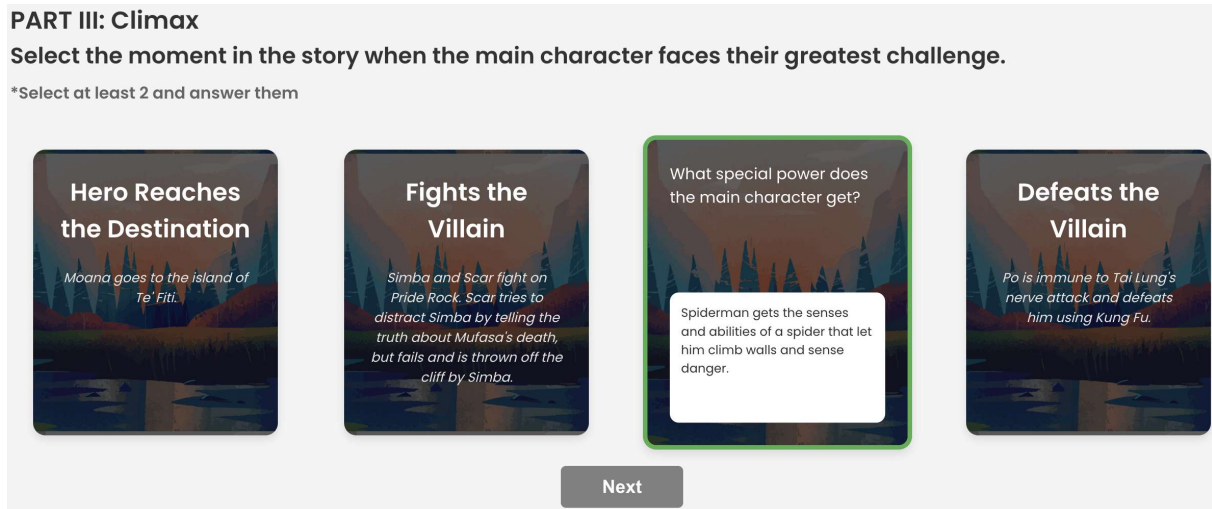 PART III: Climax
Select the moment in the story when the main character faces their greatest challenge.
*Select at least 2 and answer them
Hero Reaches
the Destination
Moana goes to the island of
Te' Fiti.
Fights the
Villain
Simba and Scar fight on
Pride Rock. Scar tries to
distract Simba by telling the
truth about Mufasa's death,
but fails and is thrown off the
cliff by Simba.
What special power does
the main character get?
Spiderman gets the senses
and abilities of a spider that let
him climb walls and sense
danger.
Defeats the
Villain
Po is immune to Tai Lung's
nerve attack and defeats
him using Kung Fu.
Next